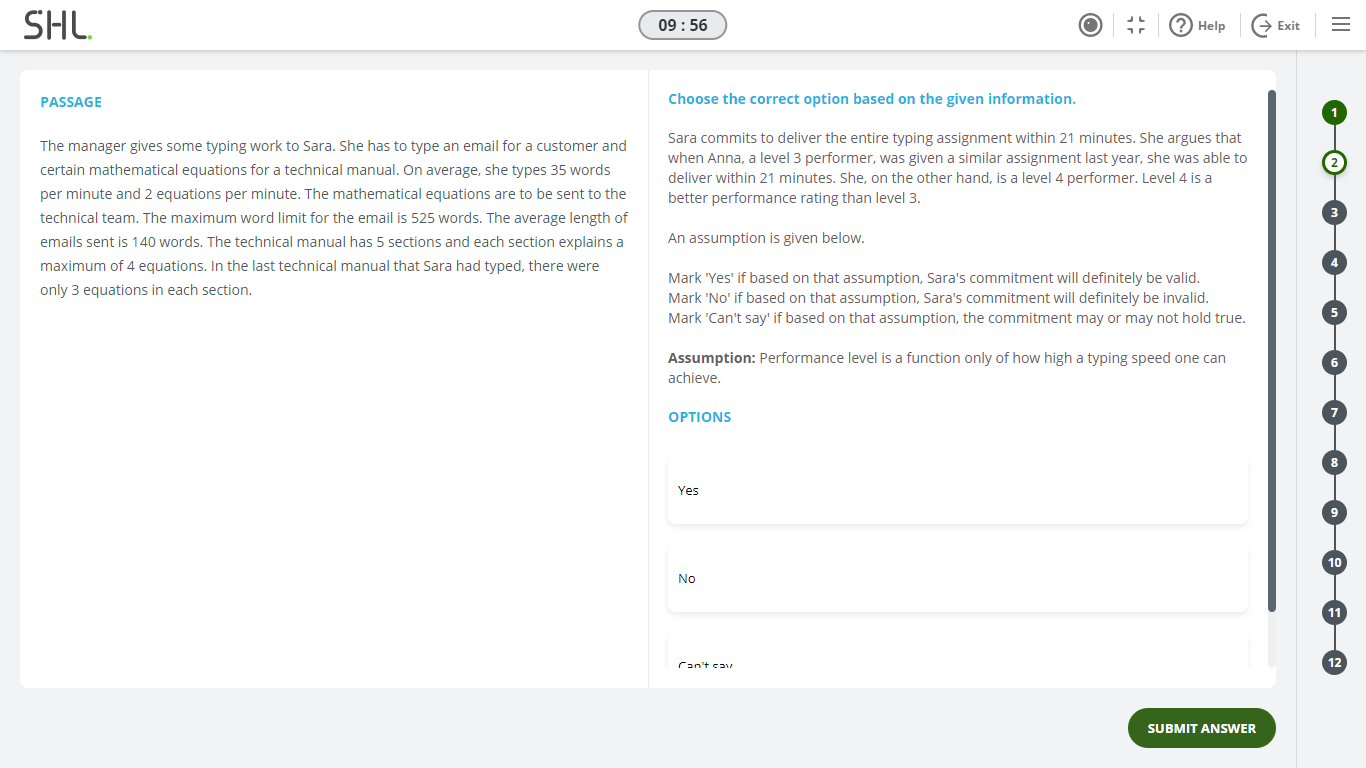 SHL.
09 : 56
Help
Exit
PASSAGE
The manager gives some typing work to Sara. She has to type an email for a customer and
certain mathematical equations for a technical manual. On average, she types 35 words
per minute and 2 equations per minute. The mathematical equations are to be sent to the
technical team. The maximum word limit for the email is 525 words. The average length of
emails sent is 140 words. The technical manual has 5 sections and each section explains a
maximum of 4 equations. In the last technical manual that Sara had typed, there were
only 3 equations in each section.
Choose the correct option based on the given information.
Sara commits to deliver the entire typing assignment within 21 minutes. She argues that
when Anna, a level 3 performer, was given a similar assignment last year, she was able to
deliver within 21 minutes. She, on the other hand, is a level 4 performer. Level 4 is a
better performance rating than level 3.
An assumption is given below.
Mark 'Yes' if based on that assumption, Sara's commitment will definitely be valid.
Mark 'No' if based on that assumption, Sara's commitment will definitely be invalid.
Mark 'Can't say' if based on that assumption, the commitment may or may not hold true.
Assumption: Performance level is a function only of how high a typing speed one can
achieve.
OPTIONS
Yes
No
Can't say
SUBMIT ANSWER
1
2
3
4
5
6
7
8
9
10
11
12